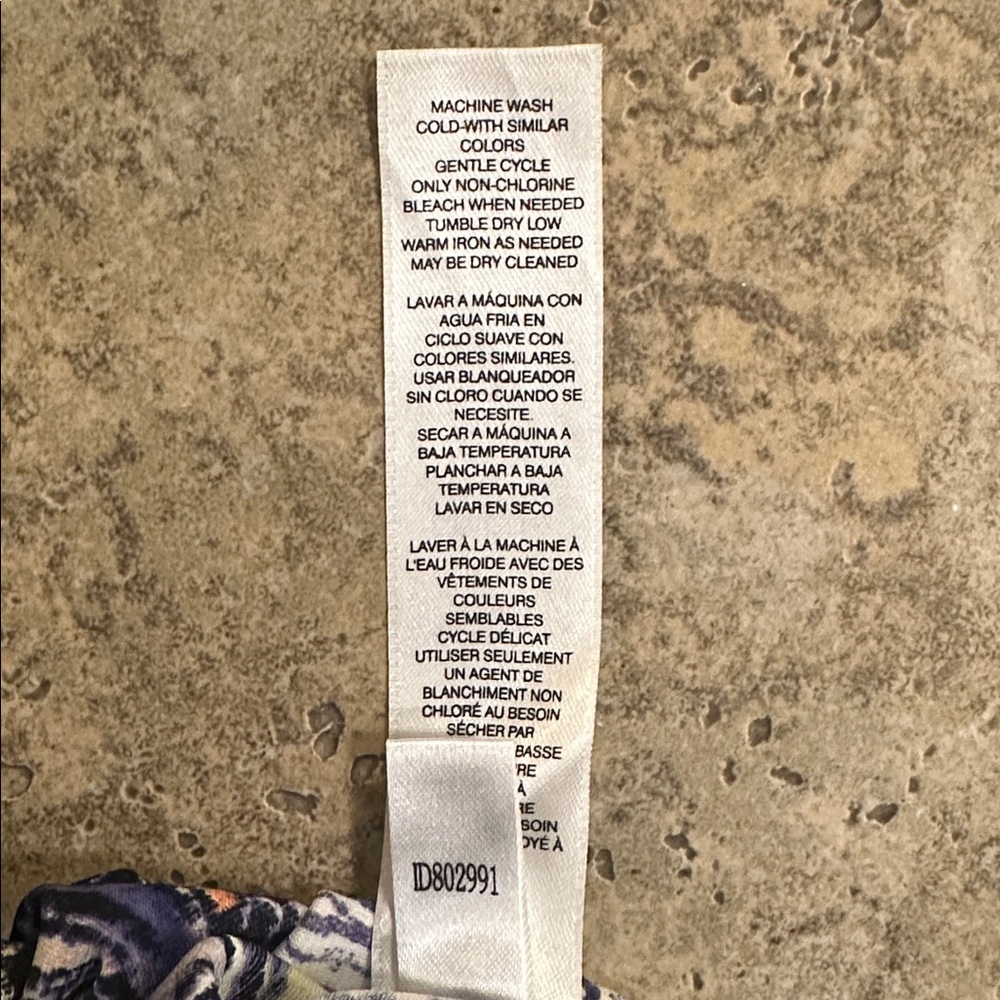 MACHINE WASH
COLD-WITH SIMILAR
COLORS
GENTLE CYCLE
ONLY NON-CHLORINE
BLEACH WHEN NEEDED
TUMBLE DRY LOW
WARM IRON AS NEEDED
MAY BE DRY CLEANED
LAVAR A MÁQUINA CON
AGUA FRIA EN
CICLO SUAVE CON
COLORES SIMILARES.
USAR BLANQUEADOR
SIN CLORO CUANDO SE
NECESITE.
SECAR A MÁQUINA A
BAJA TEMPERATURA
PLANCHAR A BAJA
TEMPERATURA
LAVAR EN SECO
LAVER À LA MACHINE À
L'EAU FROIDE AVEC DES
VÊTEMENTS DE
COULEURS
SEMBLABLES
CYCLE DÉLICAT
UTILISER SEULEMENT
UN AGENT DE
BLANCHIMENT NON
CHLORÉ AU BESOIN
SÉCHER PAR
BASSE
À
ID802991